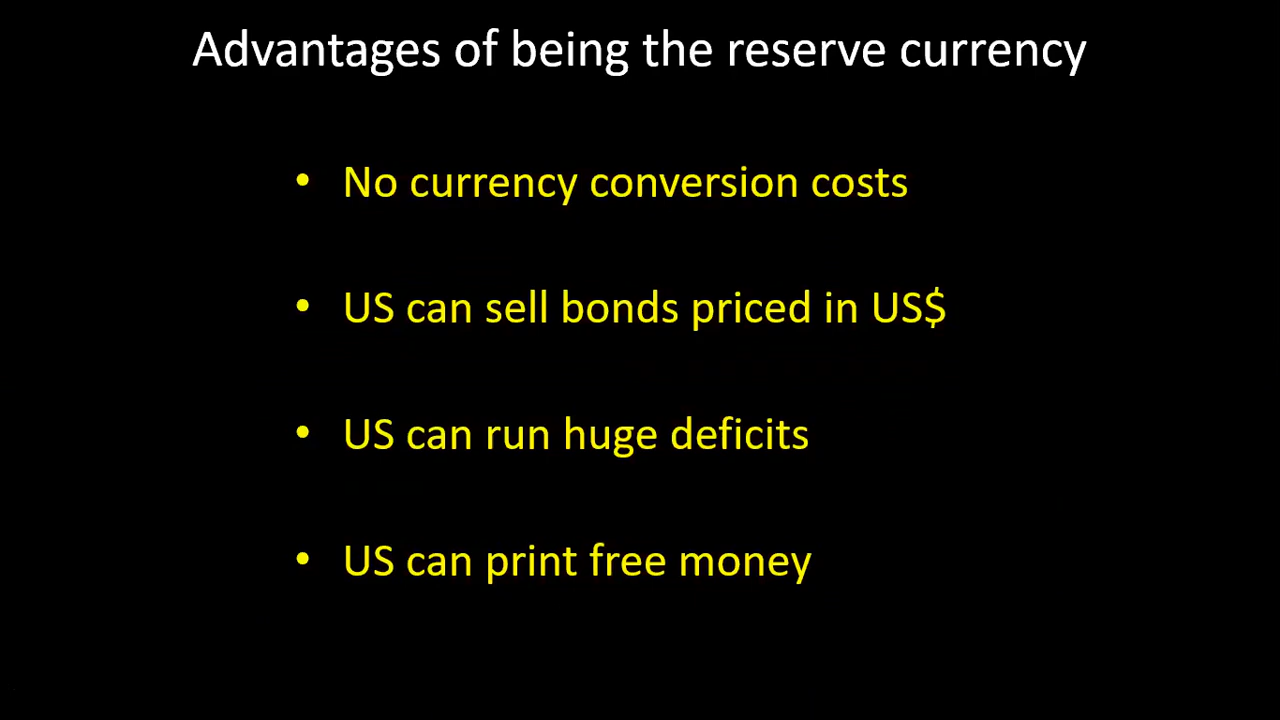 Advantages of being the reserve currency
• No currency conversion costs
• US can sell bonds priced in US$
• US can run huge deficits
• US can print free money